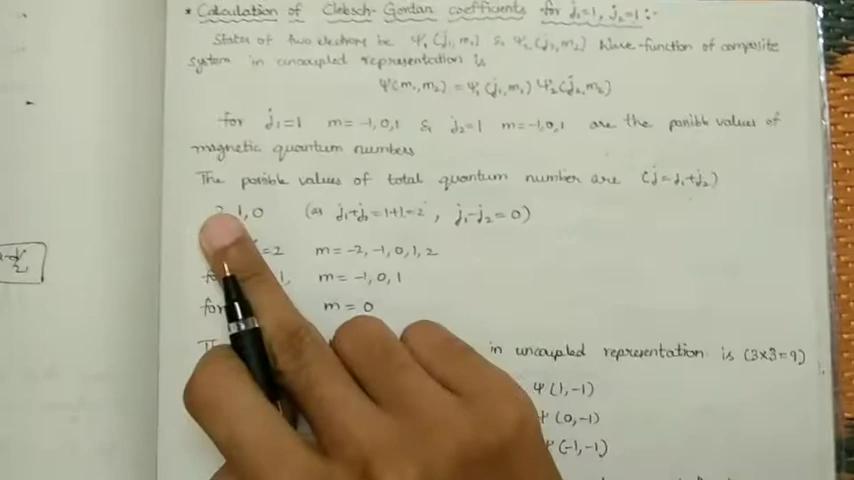 * Calculation of Clebsch-Gordan coefficients for j₁=1, j₂=1 :-
States of two electrons be Ψ₁(j₁,m₁) & Ψ₂(j₂,m₂) Wave-function of composite
system in uncoupled representation is
Ψ(m₁,m₂) = Ψ₁(j₁,m₁) Ψ₂(j₂,m₂)
for j₁=1 m=-1,0,1 & j₂=1 m=-1,0,1 are the possible values of
magnetic quantum numbers
The possible values of total quantum number are (j=j₁+j₂)
2,1,0 (as j₁+j₂=1+1=2, j₁-j₂=0)
=2 m=-2,-1,0,1,2
1, m=-1,0,1
for m=0
in uncoupled representation is (3×3=9)
Ψ(1,-1)
Ψ(0,-1)
Ψ(-1,-1)